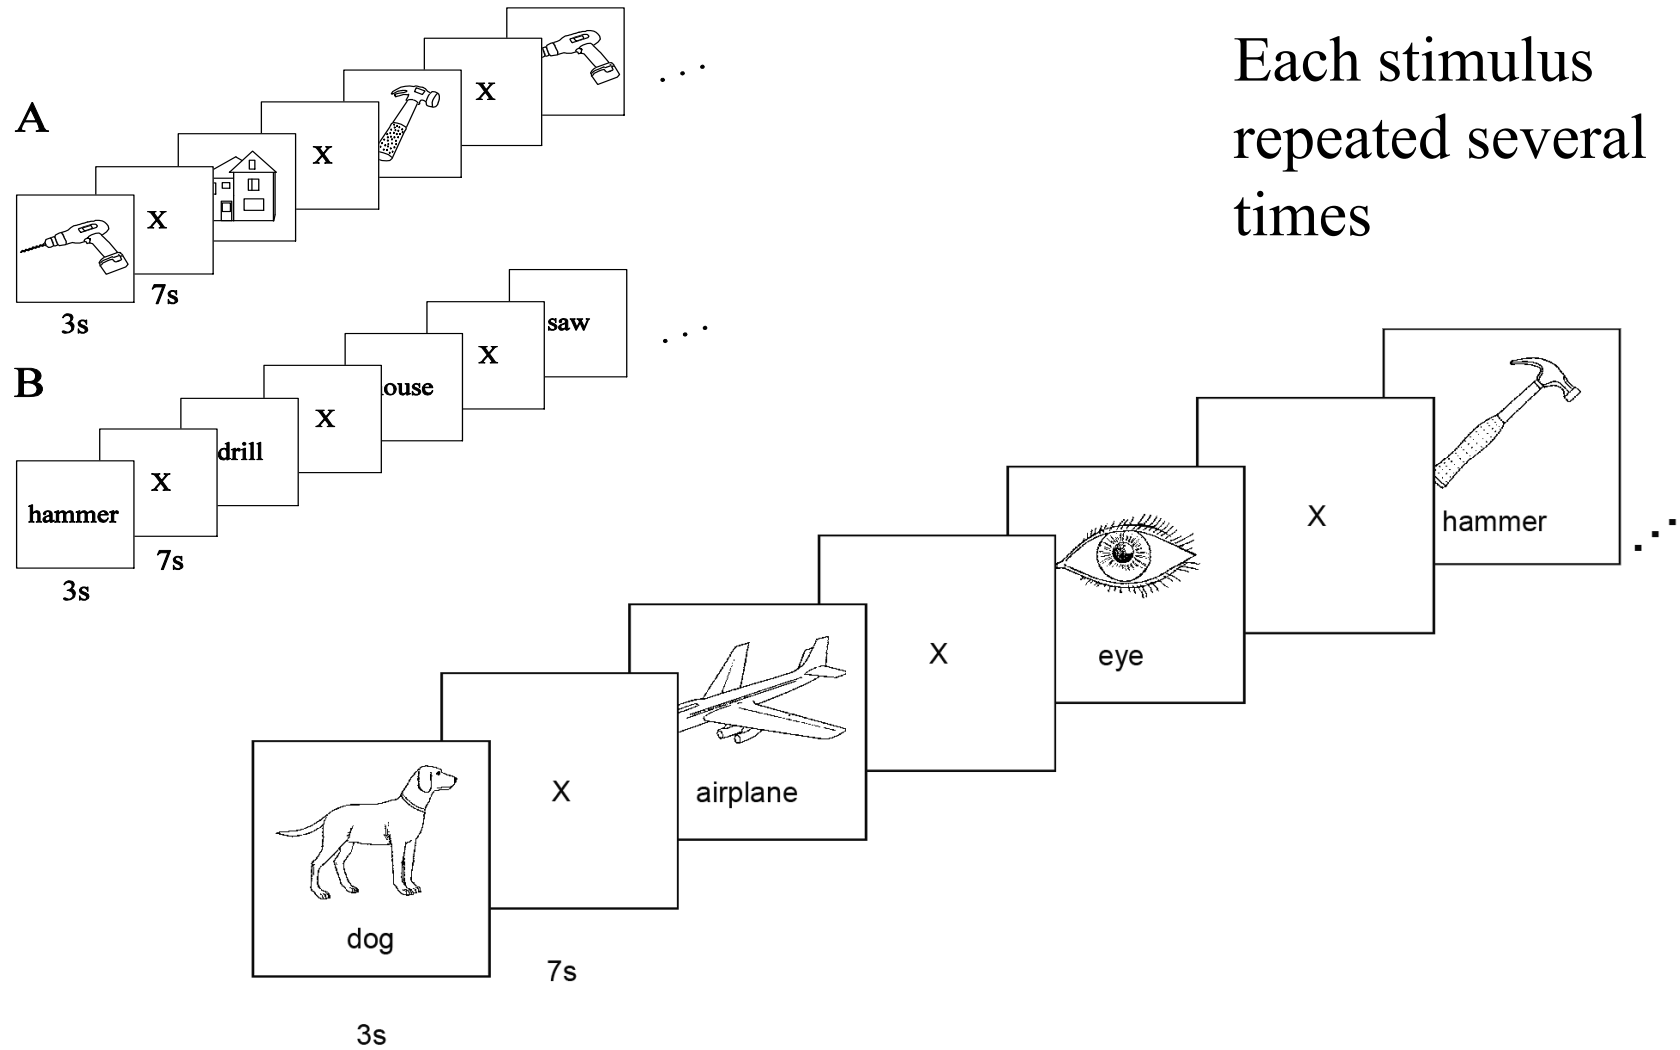 Each stimulus
repeated several
times
A
X
X
X
7s
3s
B
hammer
X
drill
X
ouse
X
saw
7s
3s
dog
X
airplane
X
eye
X
hammer
7s
3s